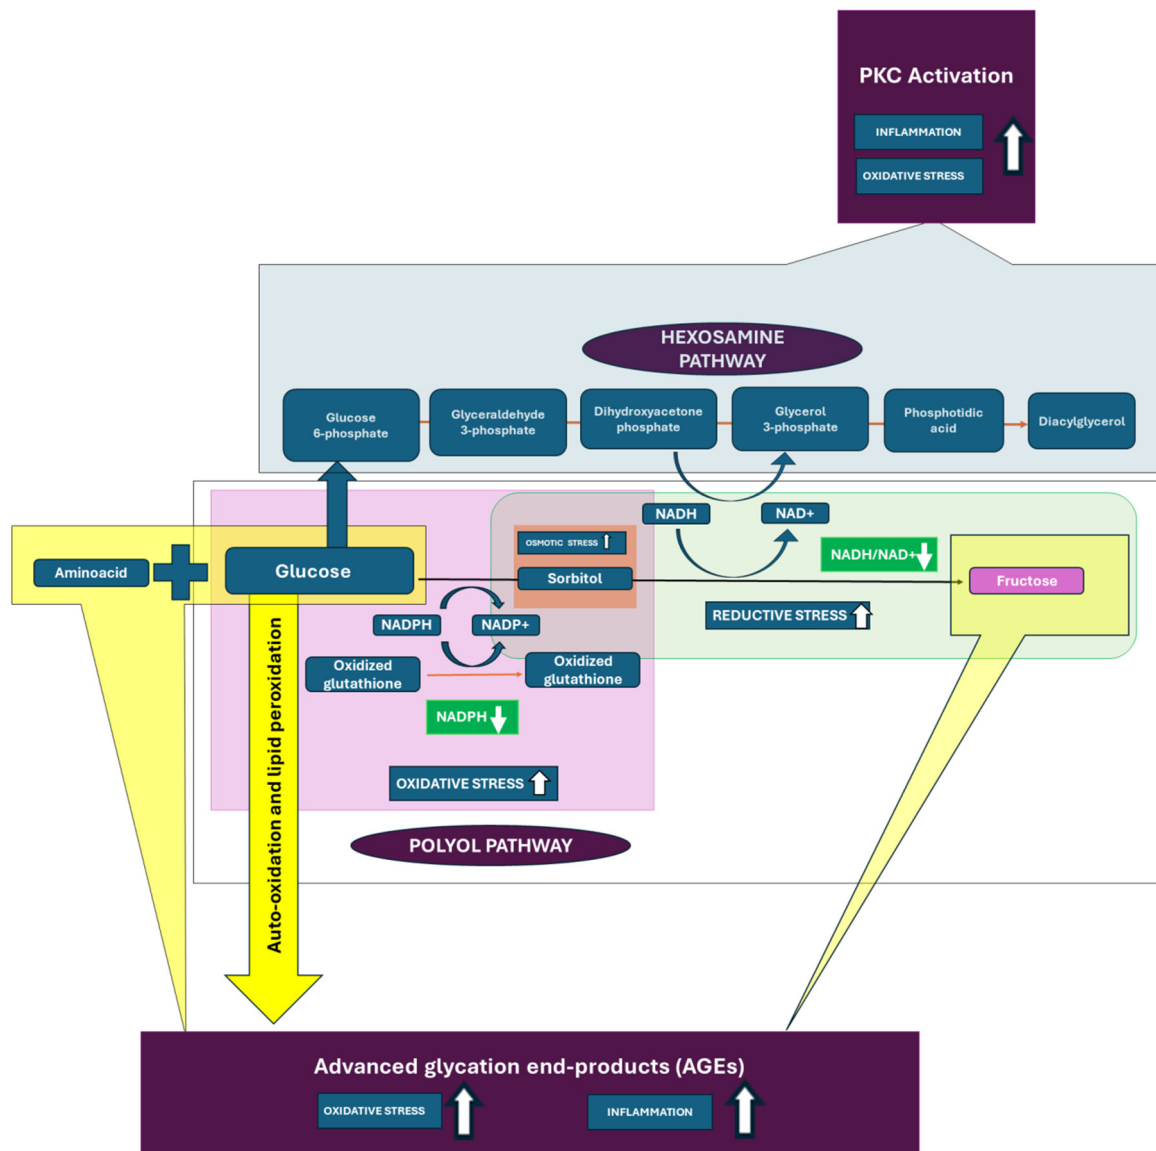 PKC Activation
INFLAMMATION
OXIDATIVE STRESS
HEXOSAMINE
PATHWAY
Glucose
6-phosphate
Glyceraldehyde
3-phosphate
Dihydroxyacetone
phosphate
Glycerol
3-phosphate
Phosphotidic
acid
Diacylglycerol
NADH
NAD+
OSMOTIC STRESS
NADH/NAD+
Aminoacid
Glucose
Sorbitol
Fructose
REDUCTIVE STRESS
NADPH
NADP+
Oxidized
glutathione
Oxidized
glutathione
NADPH
OXIDATIVE STRESS
Auto-oxidation and lipid peroxidation
POLYOL PATHWAY
Advanced glycation end-products (AGEs)
OXIDATIVE STRESS
INFLAMMATION